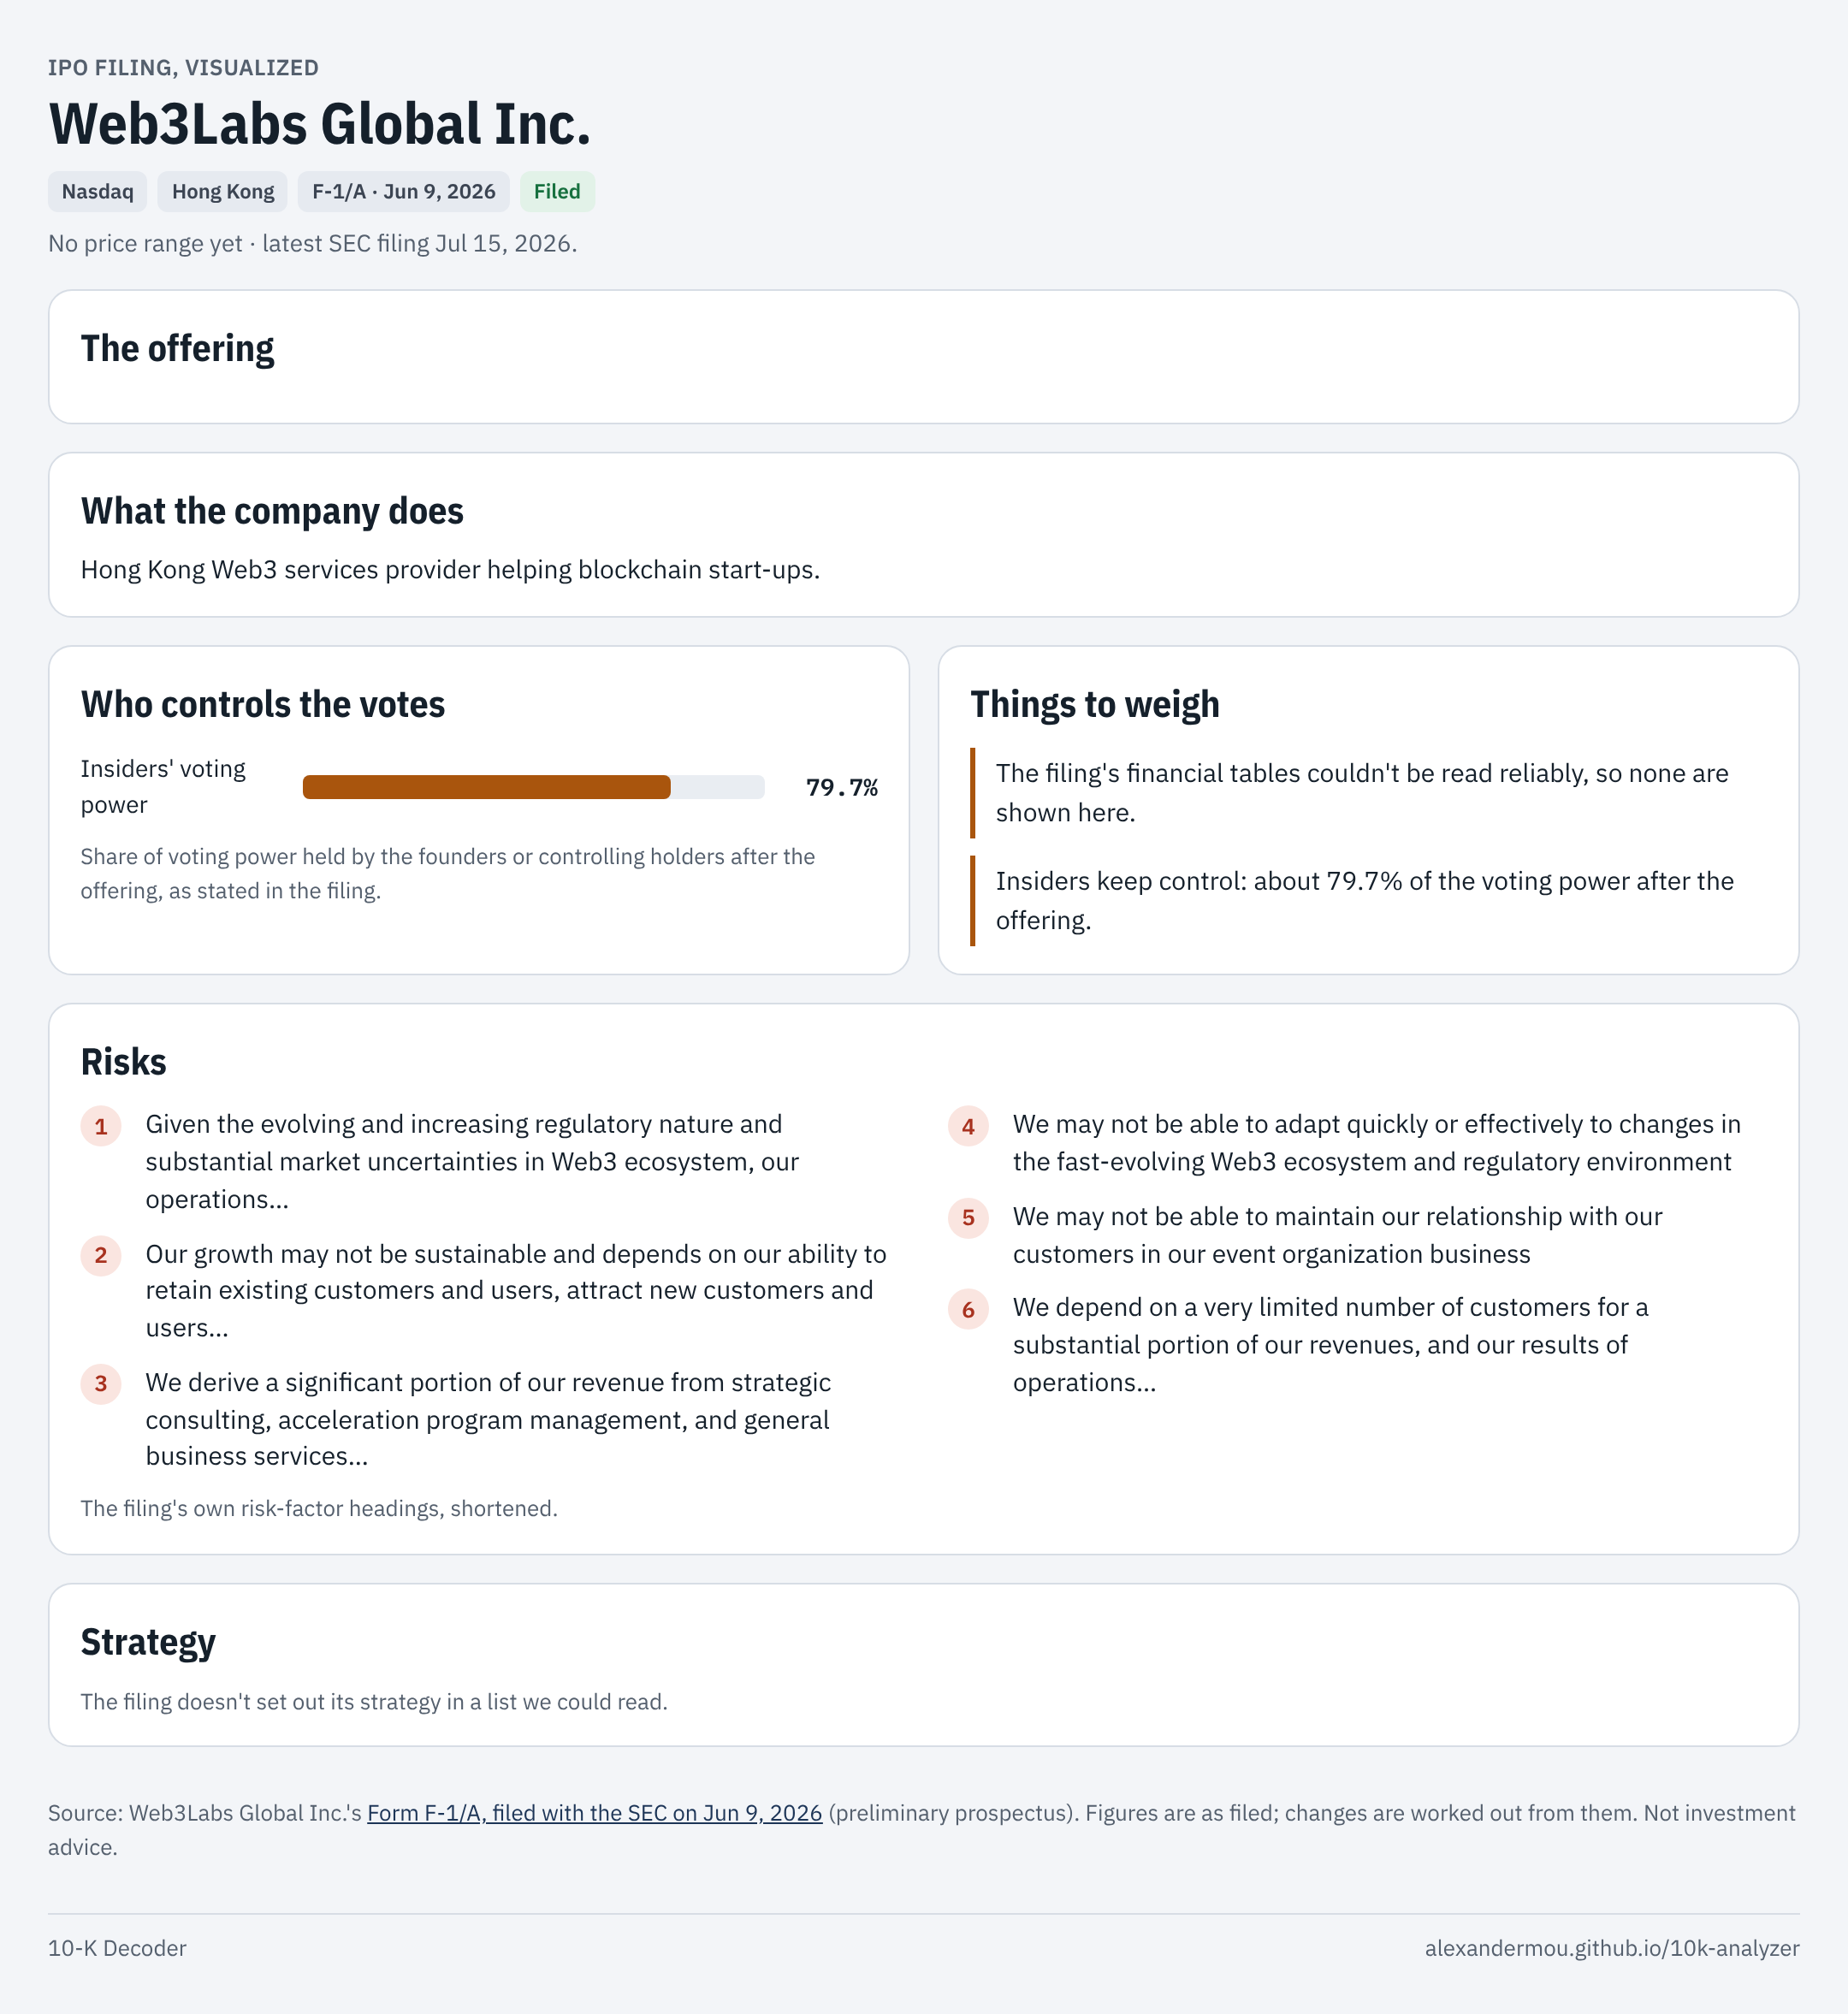 IPO FILING, VISUALIZED
Web3Labs Global Inc.
Nasdaq
Hong Kong
F-1/A · Jun 9, 2026
Filed
No price range yet · latest SEC filing Jul 15, 2026.
The offering
What the company does
Hong Kong Web3 services provider helping blockchain start-ups.
Who controls the votes
Insiders' voting
power
79.7%
Share of voting power held by the founders or controlling holders after the
offering, as stated in the filing.
Things to weigh
The filing's financial tables couldn't be read reliably, so none are
shown here.
Insiders keep control: about 79.7% of the voting power after the
offering.
Risks
1
Given the evolving and increasing regulatory nature and
substantial market uncertainties in Web3 ecosystem, our
operations...
2
Our growth may not be sustainable and depends on our ability to
retain existing customers and users, attract new customers and
users...
3
We derive a significant portion of our revenue from strategic
consulting, acceleration program management, and general
business services...
4
We may not be able to adapt quickly or effectively to changes in
the fast-evolving Web3 ecosystem and regulatory environment
5
We may not be able to maintain our relationship with our
customers in our event organization business
6
We depend on a very limited number of customers for a
substantial portion of our revenues, and our results of
operations...
The filing's own risk-factor headings, shortened.
Strategy
The filing doesn't set out its strategy in a list we could read.
Source: Web3Labs Global Inc.'s Form F-1/A, filed with the SEC on Jun 9, 2026 (preliminary prospectus). Figures are as filed; changes are worked out from them. Not investment
advice.
10-K Decoder
alexandermou.github.io/10k-analyzer